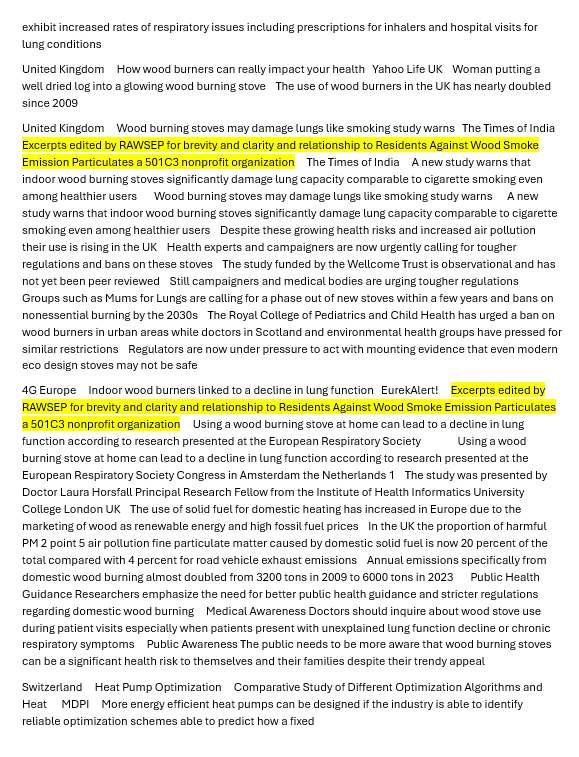 exhibit increased rates of respiratory issues including prescriptions for inhalers and hospital visits for
lung conditions
United Kingdom How wood burners can really impact your health Yahoo Life UK Woman putting a
well dried log into a glowing wood burning stove The use of wood burners in the UK has nearly doubled
since 2009
United Kingdom Wood burning stoves may damage lungs like smoking study warns The Times of India
Excerpts edited by RAWSEP for brevity and clarity and relationship to Residents Against Wood Smoke
Emission Particulates a 501C3 nonprofit organization The Times of India A new study warns that
indoor wood burning stoves significantly damage lung capacity comparable to cigarette smoking even
among healthier users Wood burning stoves may damage lungs like smoking study warns A new
study warns that indoor wood burning stoves significantly damage lung capacity comparable to cigarette
smoking even among healthier users Despite these growing health risks and increased air pollution
their use is rising in the UK Health experts and campaigners are now urgently calling for tougher
regulations and bans on these stoves The study funded by the Wellcome Trust is observational and has
not yet been peer reviewed Still campaigners and medical bodies are urging tougher regulations
Groups such as Mums for Lungs are calling for a phase out of new stoves within a few years and bans on
nonessential burning by the 2030s The Royal College of Pediatrics and Child Health has urged a ban on
wood burners in urban areas while doctors in Scotland and environmental health groups have pressed for
similar restrictions Regulators are now under pressure to act with mounting evidence that even modern
eco design stoves may not be safe
4G Europe Indoor wood burners linked to a decline in lung function EurekAlert! Excerpts edited by
RAWSEP for brevity and clarity and relationship to Residents Against Wood Smoke Emission Particulates
a 501C3 nonprofit organization Using a wood burning stove at home can lead to a decline in lung
function according to research presented at the European Respiratory Society Using a wood
burning stove at home can lead to a decline in lung function according to research presented at the
European Respiratory Society Congress in Amsterdam the Netherlands 1 The study was presented by
Doctor Laura Horsfall Principal Research Fellow from the Institute of Health Informatics University
College London UK The use of solid fuel for domestic heating has increased in Europe due to the
marketing of wood as renewable energy and high fossil fuel prices In the UK the proportion of harmful
PM 2 point 5 air pollution fine particulate matter caused by domestic solid fuel is now 20 percent of the
total compared with 4 percent for road vehicle exhaust emissions Annual emissions specifically from
domestic wood burning almost doubled from 3200 tons in 2009 to 6000 tons in 2023 Public Health
Guidance Researchers emphasize the need for better public health guidance and stricter regulations
regarding domestic wood burning Medical Awareness Doctors should inquire about wood stove use
during patient visits especially when patients present with unexplained lung function decline or chronic
respiratory symptoms Public Awareness The public needs to be more aware that wood burning stoves
can be a significant health risk to themselves and their families despite their trendy appeal
Switzerland Heat Pump Optimization Comparative Study of Different Optimization Algorithms and
Heat MDPI More energy efficient heat pumps can be designed if the industry is able to identify
reliable optimization schemes able to predict how a fixed